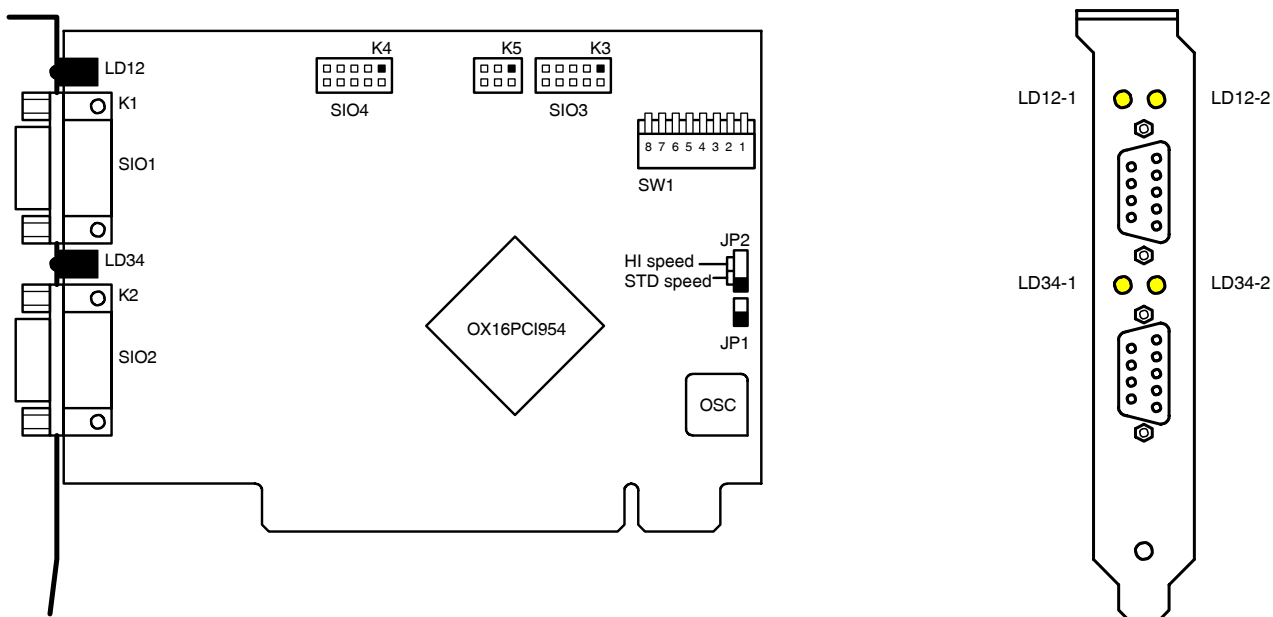 K4
K5
K3
LD12
K1
SIO4
SIO3
SIO1
8 7 6 5 4 3 2 1
SW1
JP2
LD34
HI speed
STD speed
K2
OX16PCI954
JP1
SIO2
OSC
LD12-1
LD12-2
LD34-1
LD34-2